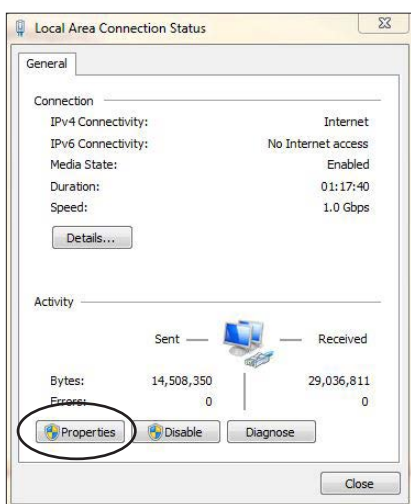 Local Area Connection Status
General
Connection
IPv4 Connectivity: Internet
IPv6 Connectivity: No Internet access
Media State: Enabled
Duration: 01:17:40
Speed: 1.0 Gbps
Details...
Activity
Sent — — Received
Bytes: 14,508,350 29,036,811
Errors: 0 0
Properties Disable Diagnose
Close